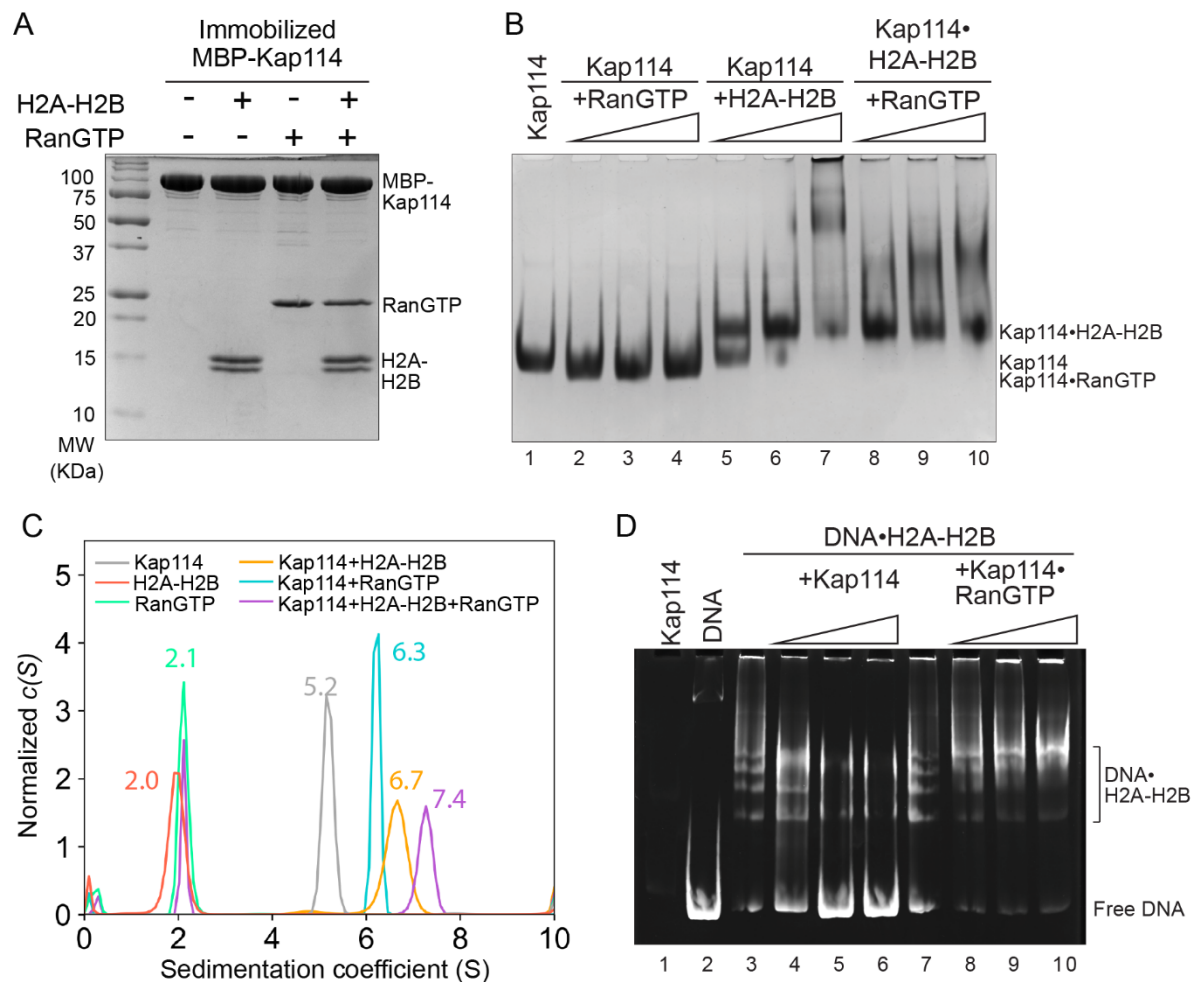 A
Immobilized
MBP-Kap114
H2A-H2B - + - +
RanGTP - - + +
100
75
50
37
25
20
15
10
MW
(KDa)
MBP-
Kap114
RanGTP
H2A-
H2B
B
Kap114
Kap114
+RanGTP
Kap114
+H2A-H2B
Kap114•
H2A-H2B
+RanGTP
Kap114•H2A-H2B
Kap114
Kap114•RanGTP
1 2 3 4 5 6 7 8 9 10
C
Normalized c(S)
5
4
3
2
1
0
Kap114
H2A-H2B
RanGTP
Kap114+H2A-H2B
Kap114+RanGTP
Kap114+H2A-H2B+RanGTP
2.1
2.0
5.2
6.3
6.7
7.4
0 2 4 6 8 10
Sedimentation coefficient (S)
D
DNA•H2A-H2B
Kap114
DNA
+Kap114
+Kap114•
RanGTP
DNA•
H2A-H2B
Free DNA
1 2 3 4 5 6 7 8 9 10